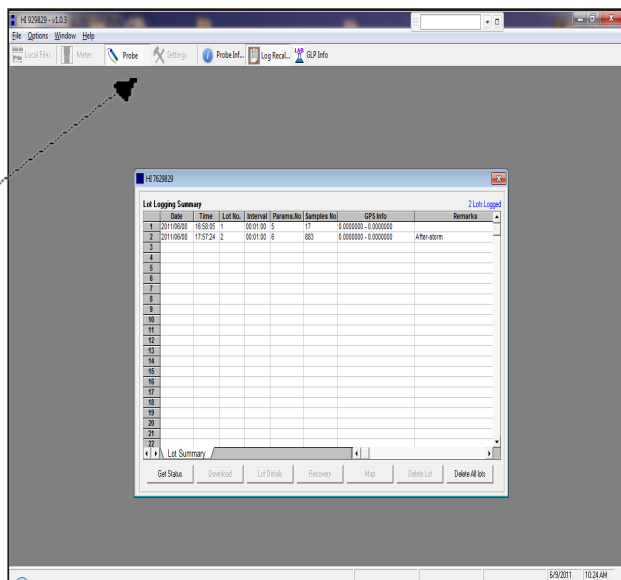 HI 929829 - v1.0.3
File Options Window Help
Local Files Meter Probe Settings Probe Inf... Log Recal... LAB GLP Info
HI 7629829
Lot Logging Summary 2 Lots Logged
Date Time Lot No. Interval Params.No Samples No GPS Info Remarks
1 2011/06/08 16:58:05 1 00:01:00 5 17 0.0000000 - 0.0000000
2 2011/06/08 17:57:24 2 00:01:00 6 883 0.0000000 - 0.0000000 After-storm
3
4
5
6
7
8
9
10
11
12
13
14
15
16
17
18
19
20
21
22
Lot Summary
Get Status Download Lot Details Recovery Map Delete Lot Delete All lots
6/9/2011 10:24 AM